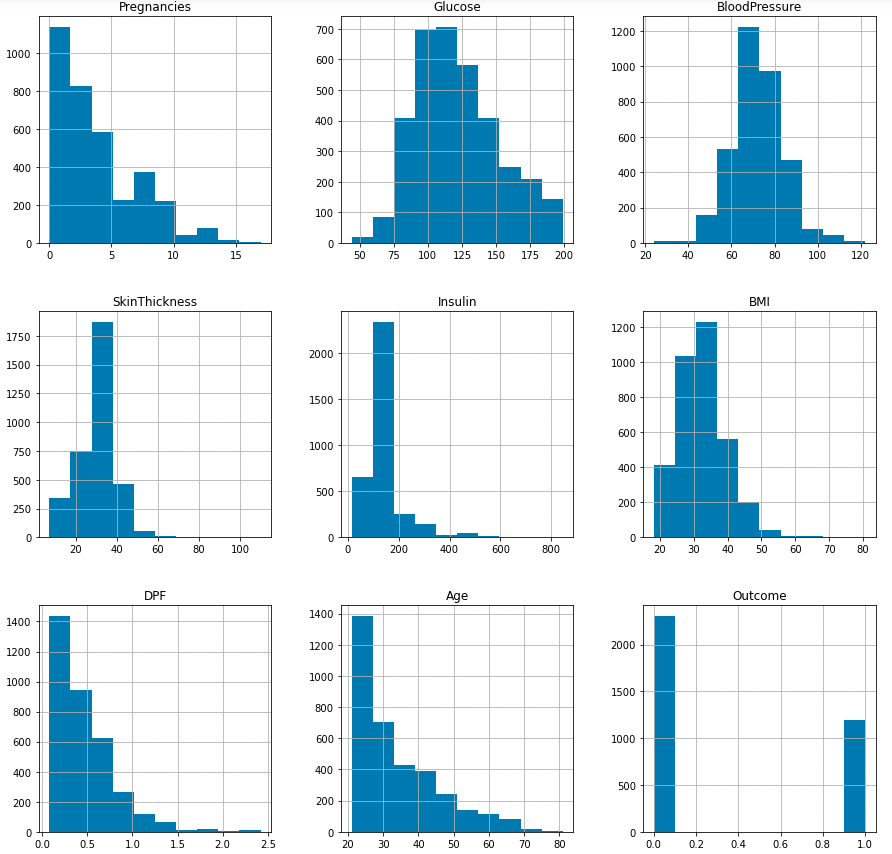 Pregnancies Glucose BloodPressure
1000 800 600 400 200 0
0 5 10 15
700 600 500 400 300 200 100 0
50 75 100 125 150 175 200
1200 1000 800 600 400 200 0
20 40 60 80 100 120
SkinThickness Insulin BMI
1750 1500 1250 1000 750 500 250 0
20 40 60 80 100
2000 1500 1000 500 0
0 200 400 600 800
1200 1000 800 600 400 200 0
20 30 40 50 60 70 80
DPF Age Outcome
1400 1200 1000 800 600 400 200 0
0.0 0.5 1.0 1.5 2.0 2.5
1400 1200 1000 800 600 400 200 0
20 30 40 50 60 70 80
2000 1500 1000 500 0
0.0 0.2 0.4 0.6 0.8 1.0